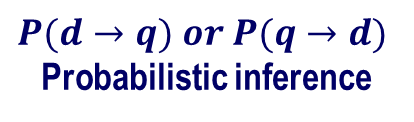 P(d → q) or P(q → d)
Probabilistic inference